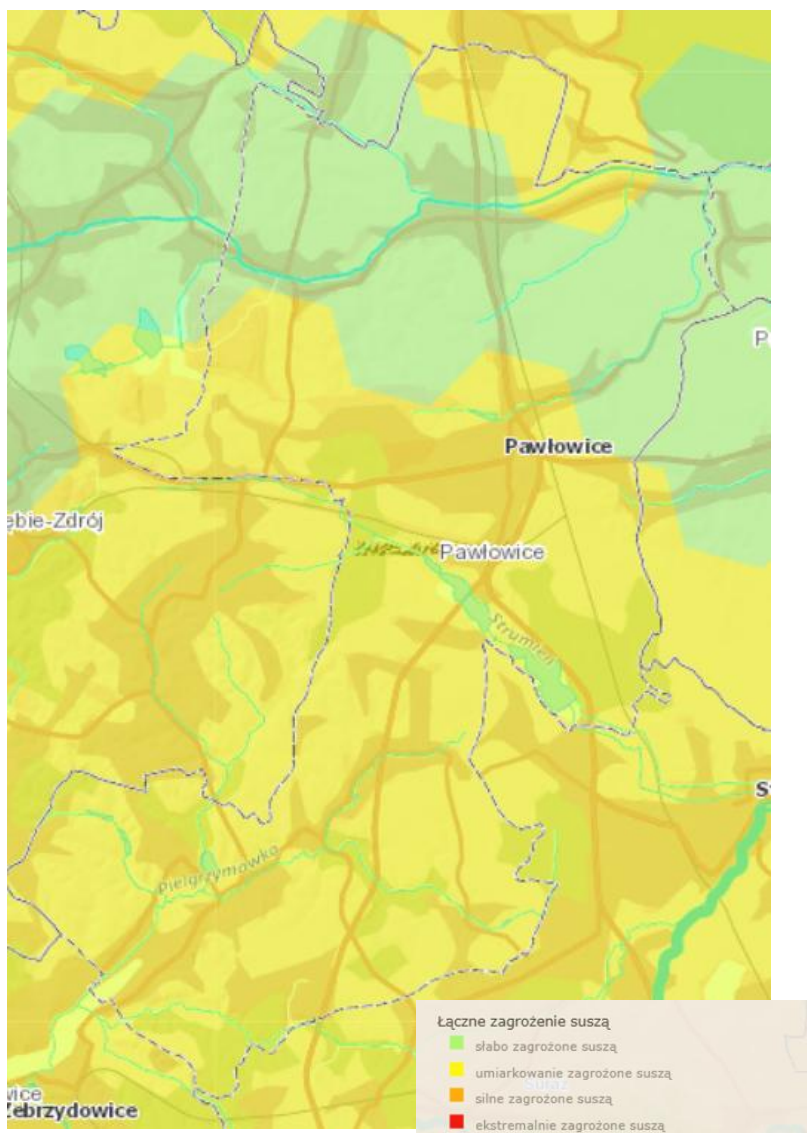 P
Pawłowice
ębie-Zdrój
Pawłowice
Strumień
S
Pielgrzymówka
Łączne zagrożenie suszą
słabo zagrożone suszą
umiarkowanie zagrożone suszą
silne zagrożone suszą
ekstremalnie zagrożone suszą
wice
Zebrzydowice